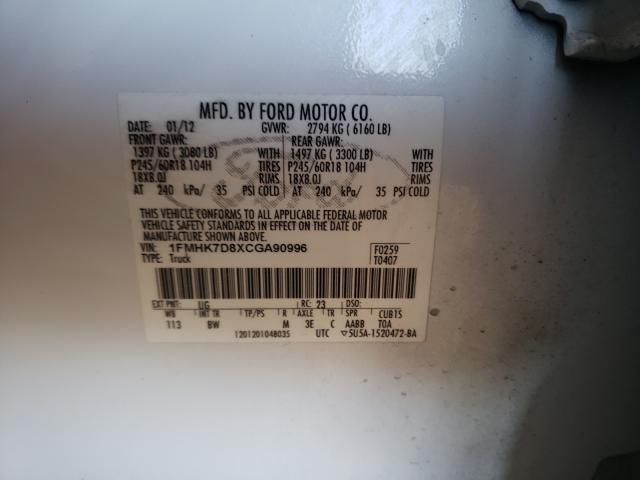 MFD. BY FORD MOTOR CO.
DATE: 01/12 GVWR: 2794 KG ( 6160 LB)
FRONT GAWR: REAR GAWR:
1397 KG ( 3080 LB) WITH 1497 KG ( 3300 LB) WITH
P245/60R18 104H TIRES P245/60R18 104H TIRES
18X8.0J RIMS 18X8.0J RIMS
AT 240 kPa/ 35 PSI COLD AT 240 kPa/ 35 PSI COLD
THIS VEHICLE CONFORMS TO ALL APPLICABLE FEDERAL MOTOR
VEHICLE SAFETY STANDARDS IN EFFECT ON THE DATE OF
MANUFACTURE SHOWN ABOVE.
VIN: 1FMHK7D8XCGA90996 F0259
TYPE: Truck T0407
EXT PNT: UG RC: 23 DSO:
WB INT TR TP/PS R AXLE TR SPR CUB1S
113 BW M 3E C AABB TOA
1201201048035 UTC ▽5U5A-1520472-BA